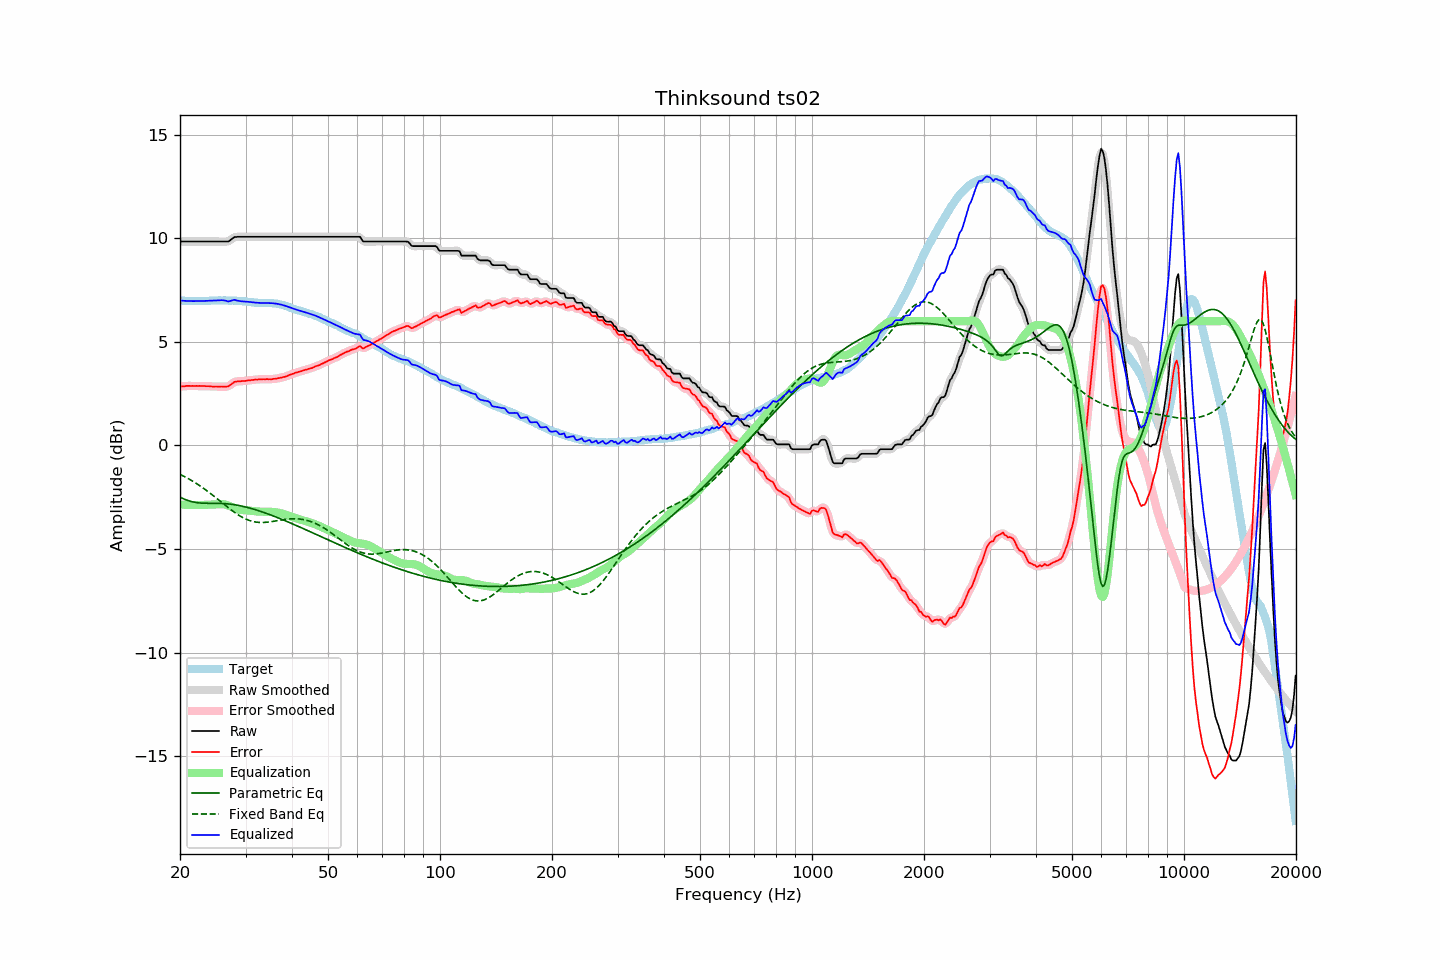 Thinksound ts02
15
10
5
0
−5
−10
−15
Amplitude (dBr)
Target
Raw Smoothed
Error Smoothed
Raw
Error
Equalization
Parametric Eq
Fixed Band Eq
Equalized
20 50 100 200 500 1000 2000 5000 10000 20000
Frequency (Hz)